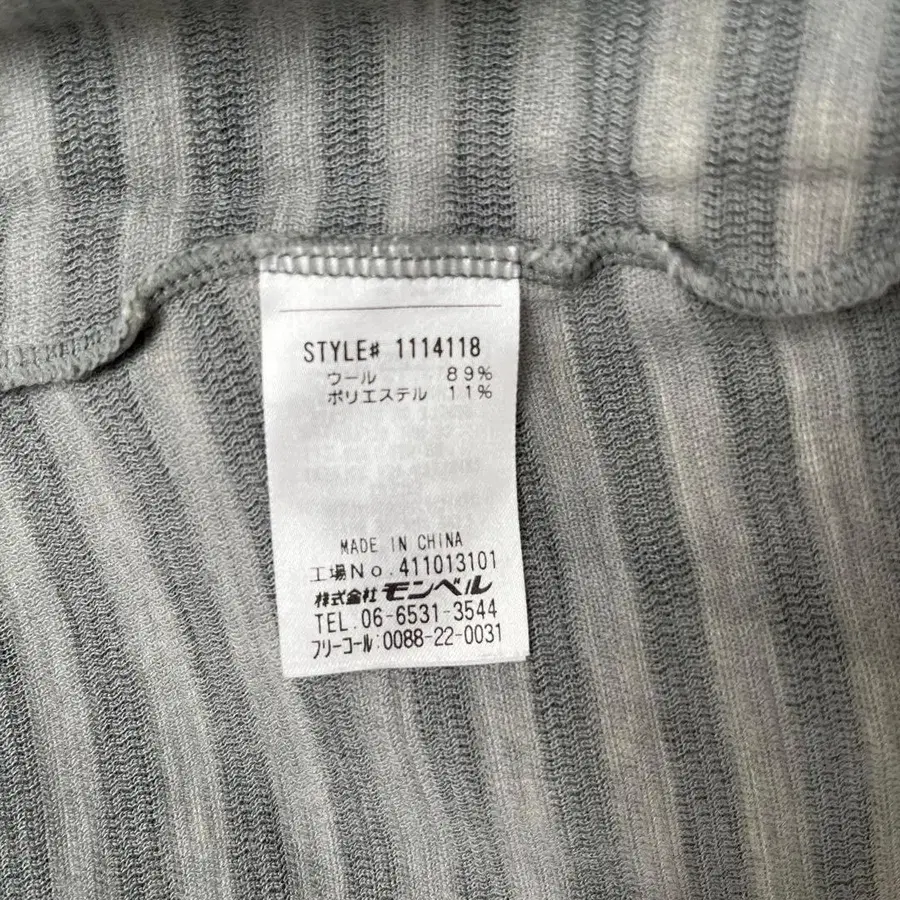 STYLE# 1114118
ウール 89%
ポリエステル 11%
MADE IN CHINA
工場No.411013101
株式会社 モンベル
TEL.06-6531-3544
フリーコール:0088-22-0031